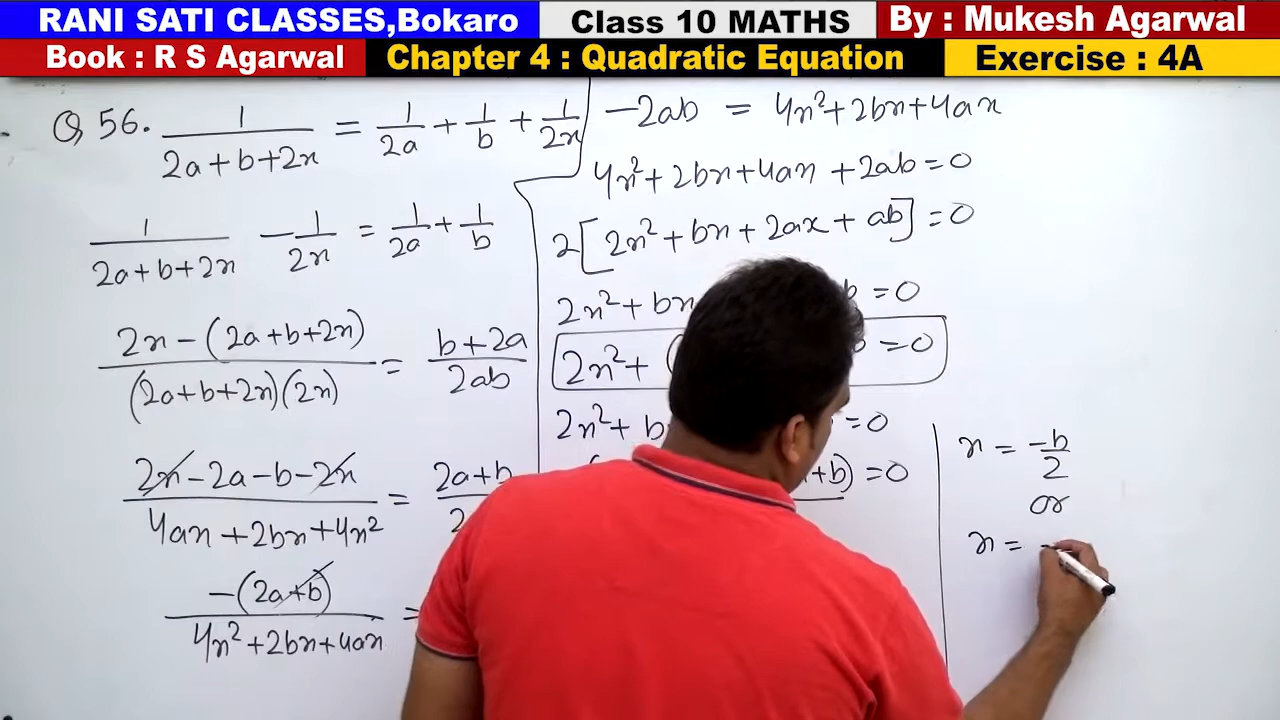 RANI SATI CLASSES,Bokaro
Class 10 MATHS
By : Mukesh Agarwal
Book : R S Agarwal
Chapter 4 : Quadratic Equation
Exercise : 4A
Q 56. 1/(2a+b+2x) = 1/2a + 1/b + 1/2x
1/(2a+b+2x) - 1/2x = 1/2a + 1/b
(2x-(2a+b+2x))/((2a+b+2x)(2x)) = (b+2a)/2ab
(2x-2a-b-2x)/(4ax+2bx+4x²) = 2a+b/2
-(2a+b)/(4x²+2bx+4ax) =
-2ab = 4x²+2bx+4ax
4x²+2bx+4ax+2ab=0
2[2x²+bx+2ax+ab]=0
2x²+bx b =0
2x²+ ( b =0
2x²+ b =0
+b) =0
x = -b/2
or
x = -